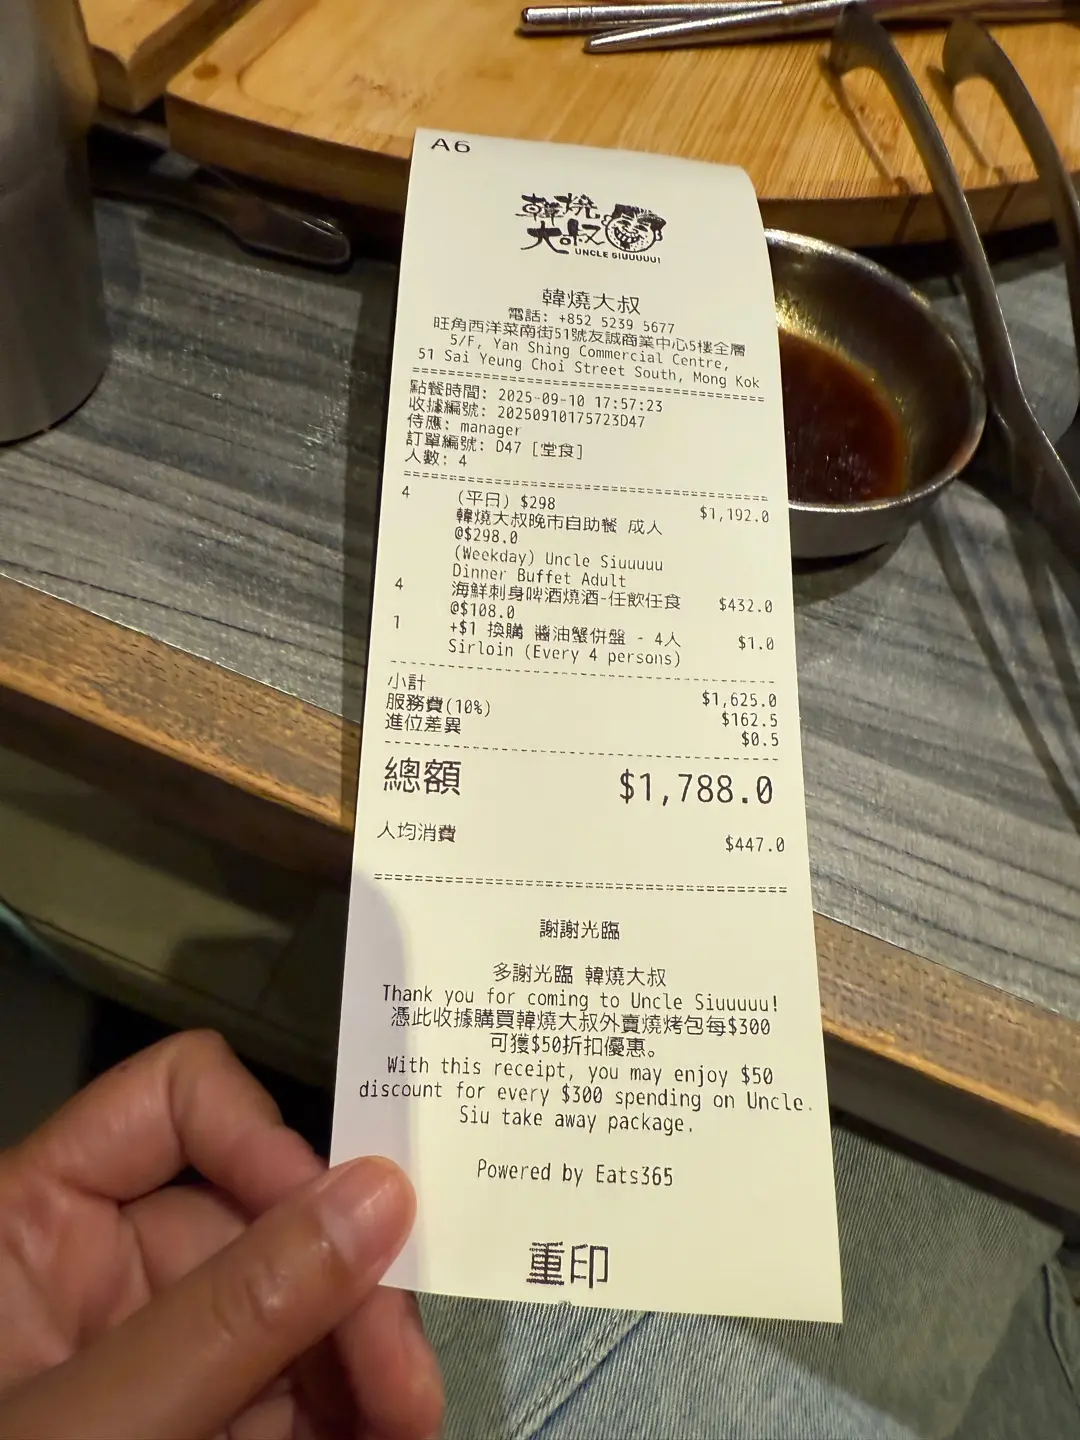 A6
韓燒
大叔
UNCLE SIUUUUU!
韓燒大叔
電話: +852 5239 5677
旺角西洋菜南街51號友誠商業中心5樓全層
5/F, Yan Shing Commercial Centre,
51 Sai Yeung Choi Street South, Mong Kok
點餐時間: 2025-09-10 17:57:23
收據編號: 20250910175723D47
侍應: manager
訂單編號: D47 [堂食]
人數: 4
4 (平日) $298 $1,192.0
韓燒大叔晚市自助餐 成人
@$298.0
(Weekday) Uncle Siuuuuu
Dinner Buffet Adult
4 海鮮刺身啤酒燒酒-任飲任食 $432.0
@$108.0
1 +$1 換購 醬油蟹併盤 - 4人 $1.0
Sirloin (Every 4 persons)
小計 $1,625.0
服務費(10%) $162.5
進位差異 $0.5
總額 $1,788.0
人均消費 $447.0
謝謝光臨
多謝光臨 韓燒大叔
Thank you for coming to Uncle Siuuuuu!
憑此收據購買韓燒大叔外賣燒烤包每$300
可獲$50折扣優惠。
With this receipt, you may enjoy $50
discount for every $300 spending on Uncle.
Siu take away package.
Powered by Eats365
重印